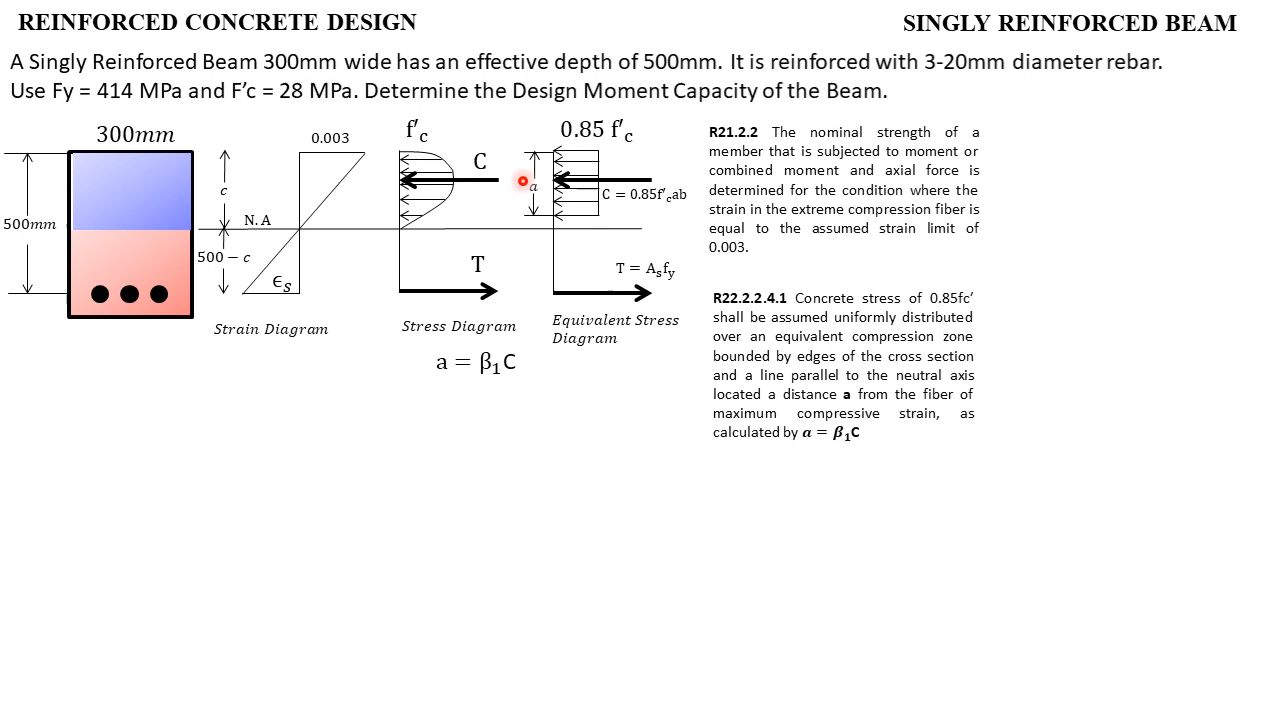 REINFORCED CONCRETE DESIGN
SINGLY REINFORCED BEAM
A Singly Reinforced Beam 300mm wide has an effective depth of 500mm. It is reinforced with 3-20mm diameter rebar.
Use Fy = 414 MPa and F’c = 28 MPa. Determine the Design Moment Capacity of the Beam.
300mm
500mm
c
500 − c
N. A
0.003
ϵₛ
Strain Diagram
f′c
C
T
Stress Diagram
a = β₁C
0.85 f′c
a
C = 0.85f′cab
T = Aₛfy
Equivalent Stress
Diagram
R21.2.2 The nominal strength of a
member that is subjected to moment or
combined moment and axial force is
determined for the condition where the
strain in the extreme compression fiber is
equal to the assumed strain limit of
0.003.
R22.2.2.4.1 Concrete stress of 0.85fc’
shall be assumed uniformly distributed
over an equivalent compression zone
bounded by edges of the cross section
and a line parallel to the neutral axis
located a distance a from the fiber of
maximum compressive strain, as
calculated by a = β₁C